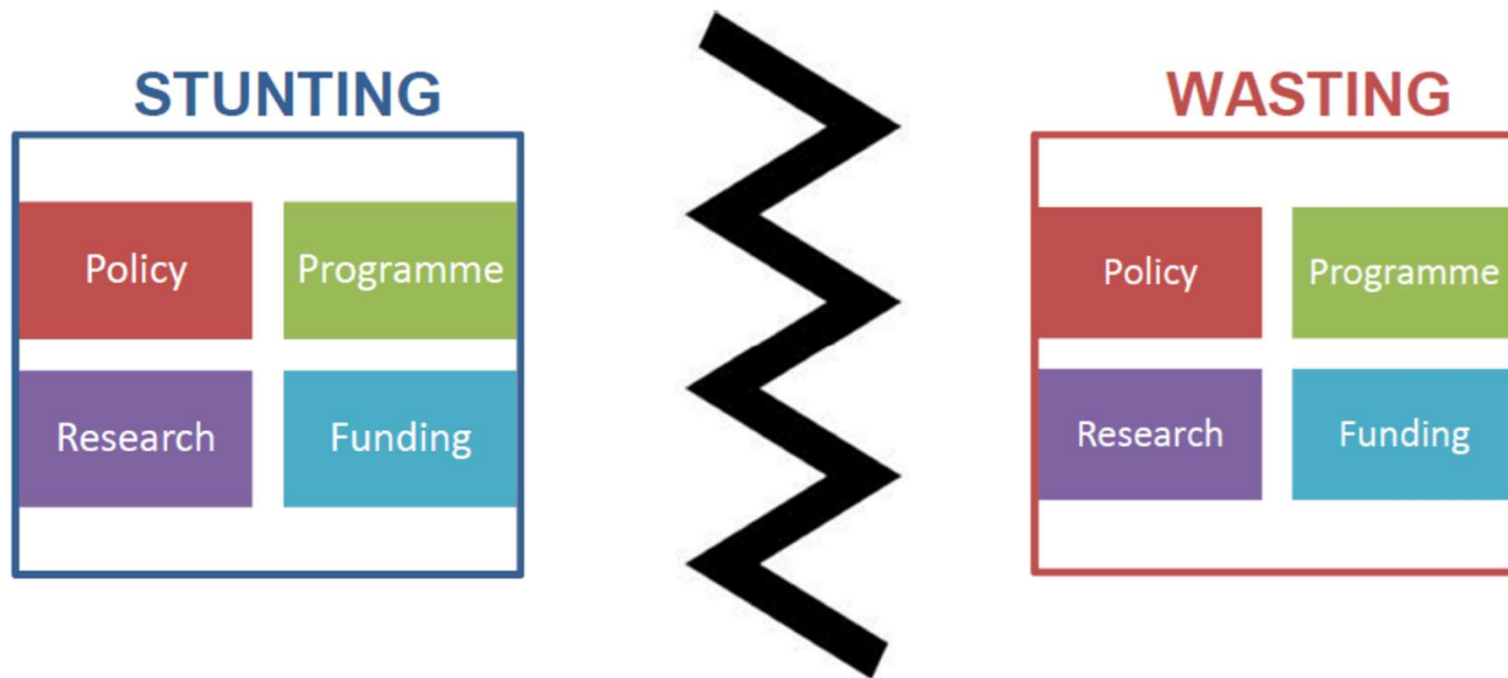 STUNTING
Policy
Programme
Research
Funding
WASTING
Policy
Programme
Research
Funding